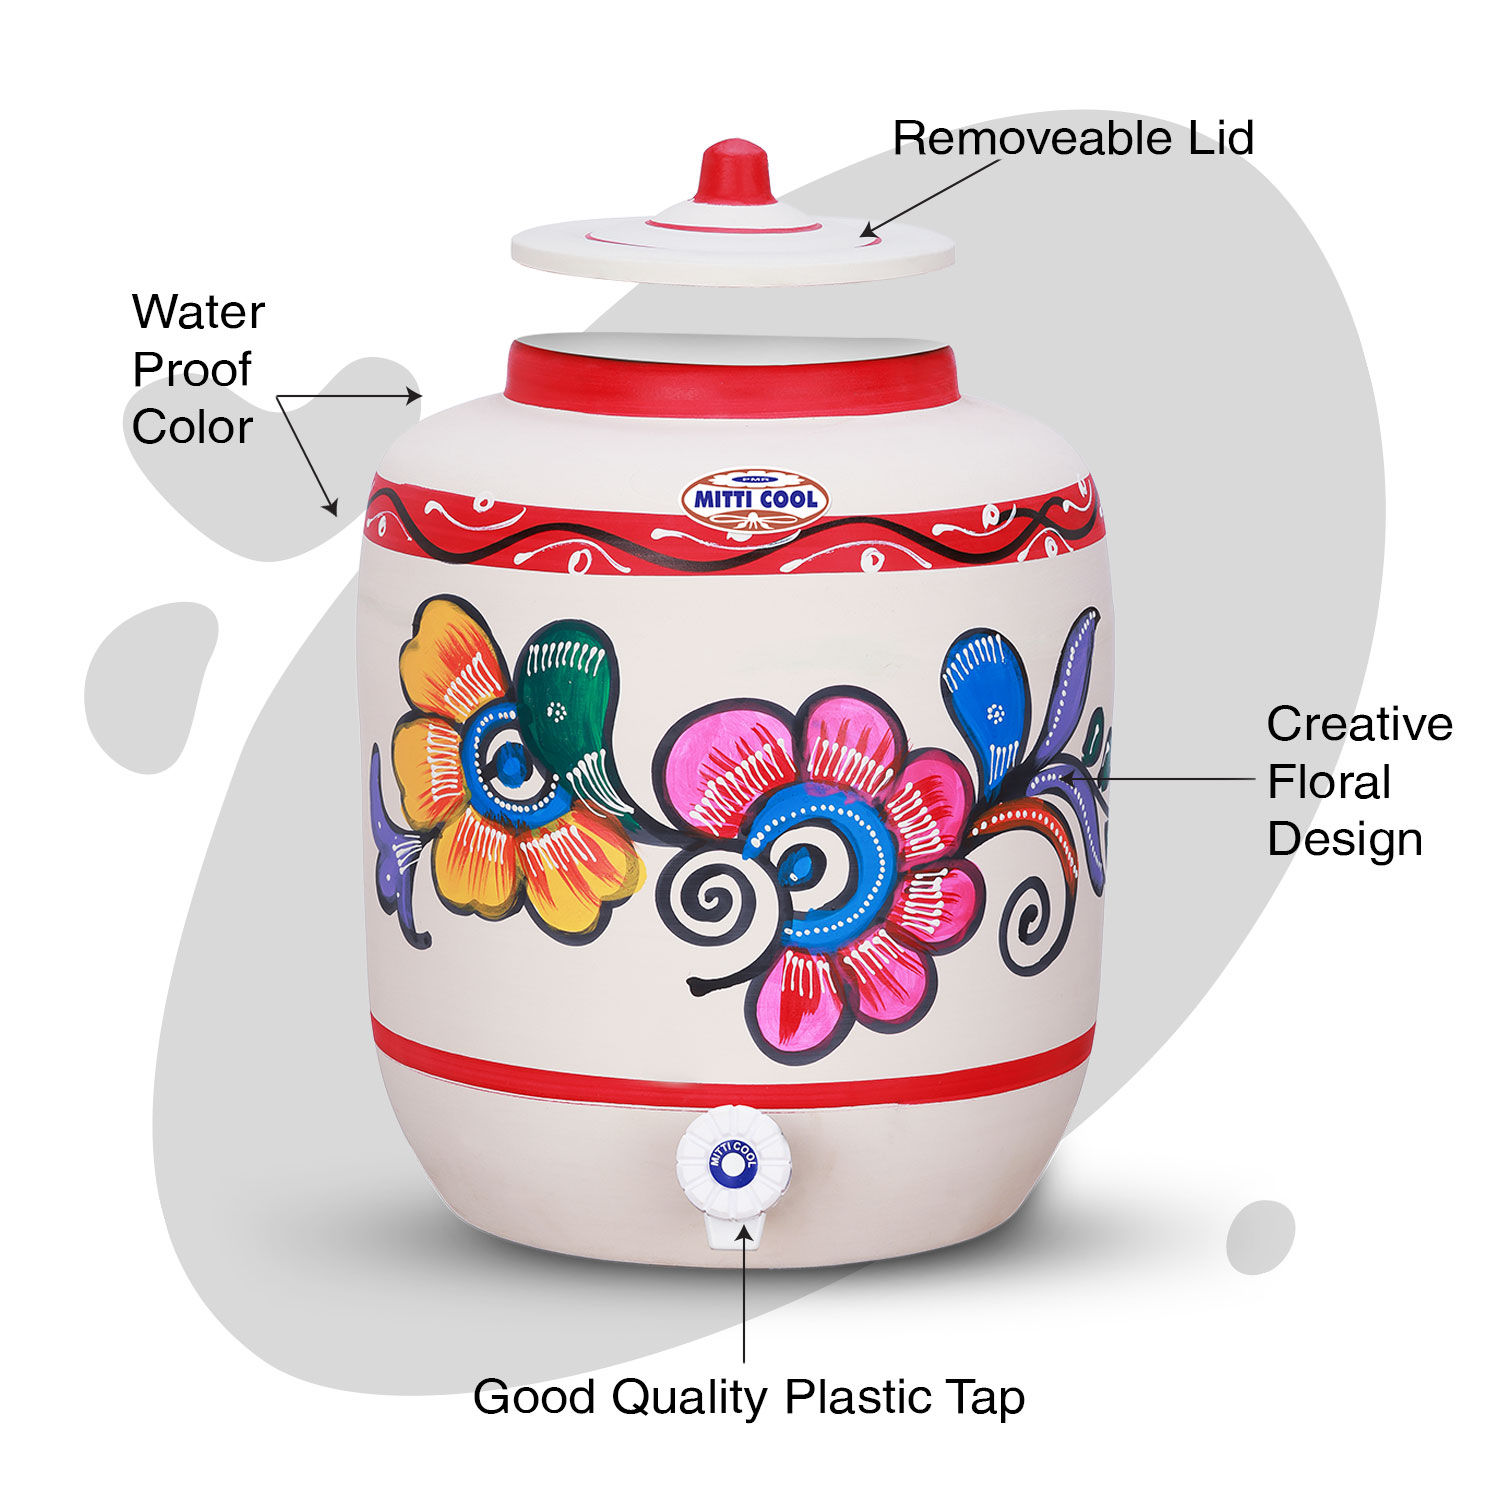 Removeable Lid
Water
Proof
Color
PMR
MITTI COOL
Creative
Floral
Design
MITTI COOL
Good Quality Plastic Tap